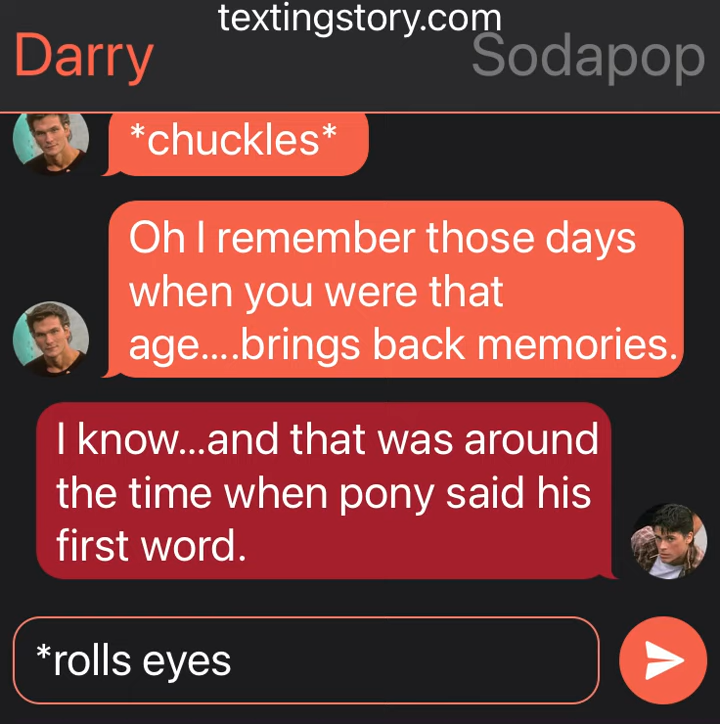 textingstory.com
Darry
Sodapop
*chuckles*
Oh I remember those days
when you were that
age....brings back memories.
I know...and that was around
the time when pony said his
first word.
*rolls eyes